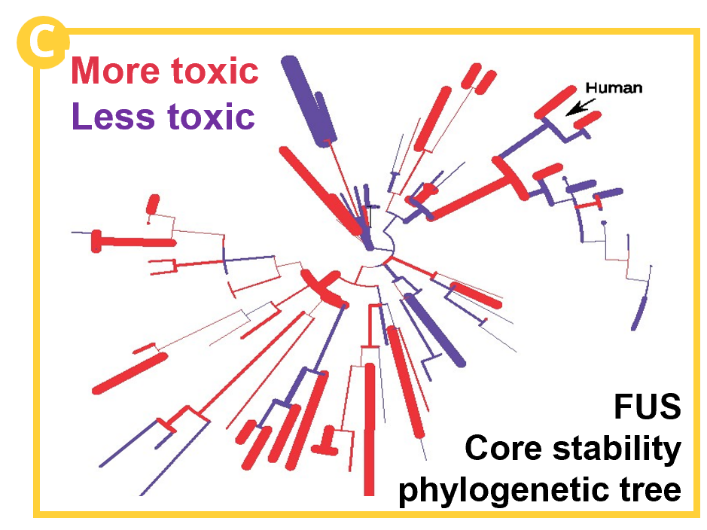 C
More toxic
Less toxic
Human
FUS
Core stability
phylogenetic tree